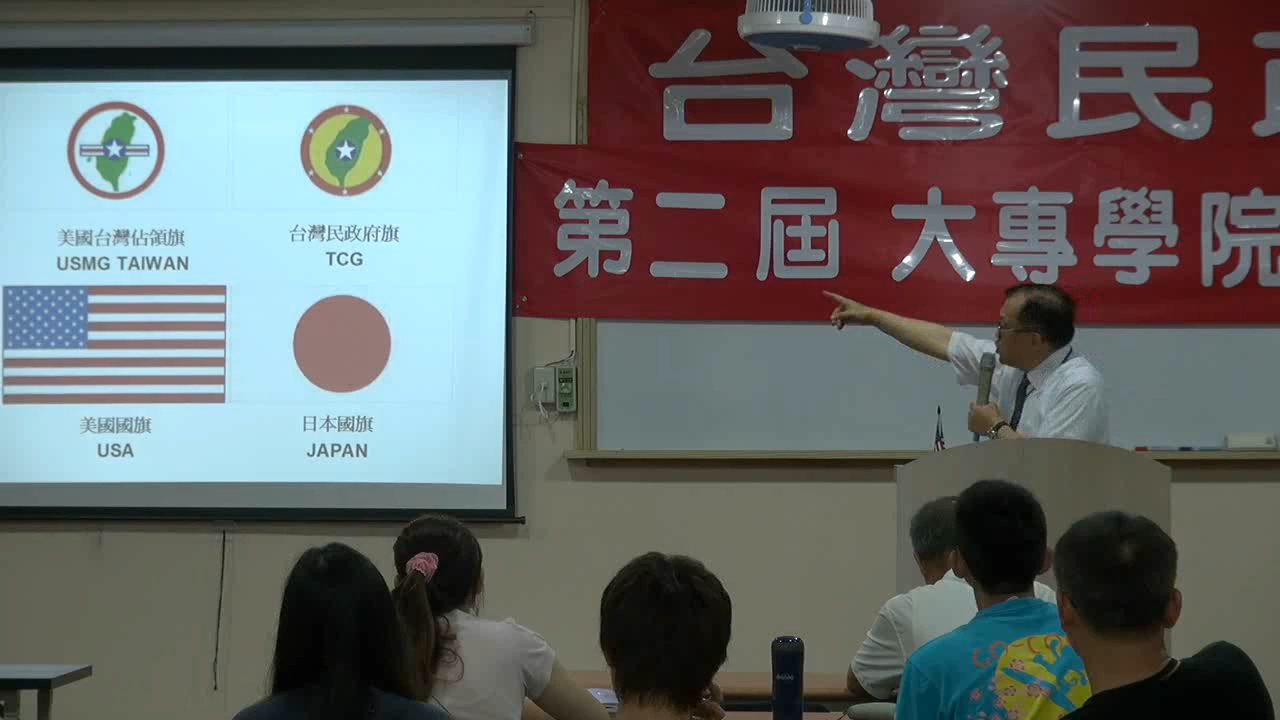 美國台灣佔領旗
USMG TAIWAN
台灣民政府旗
TCG
美國國旗
USA
日本國旗
JAPAN
台灣民政
第二屆 大專學院